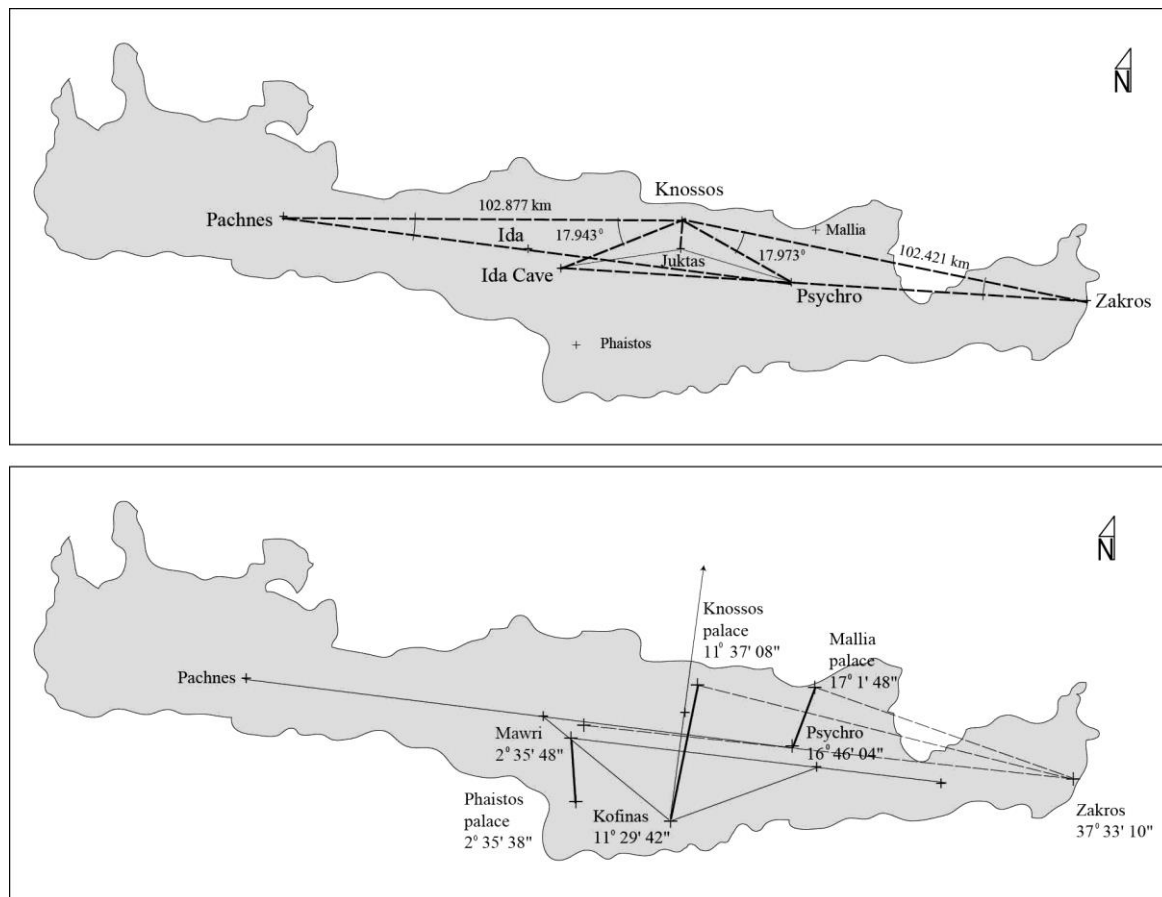 N
Knossos
102.877 km
Pachnes
17.943°
Ida
Mallia
Juktas
17.973°
Ida Cave
102.421 km
Psychro
Zakros
Phaistos
N
Knossos
palace
11° 37' 08"
Mallia
palace
17° 1' 48"
Pachnes
Mawri
2° 35' 48"
Psychro
16° 46' 04"
Phaistos
palace
2° 35' 38"
Kofinas
11° 29' 42"
Zakros
37° 33' 10"